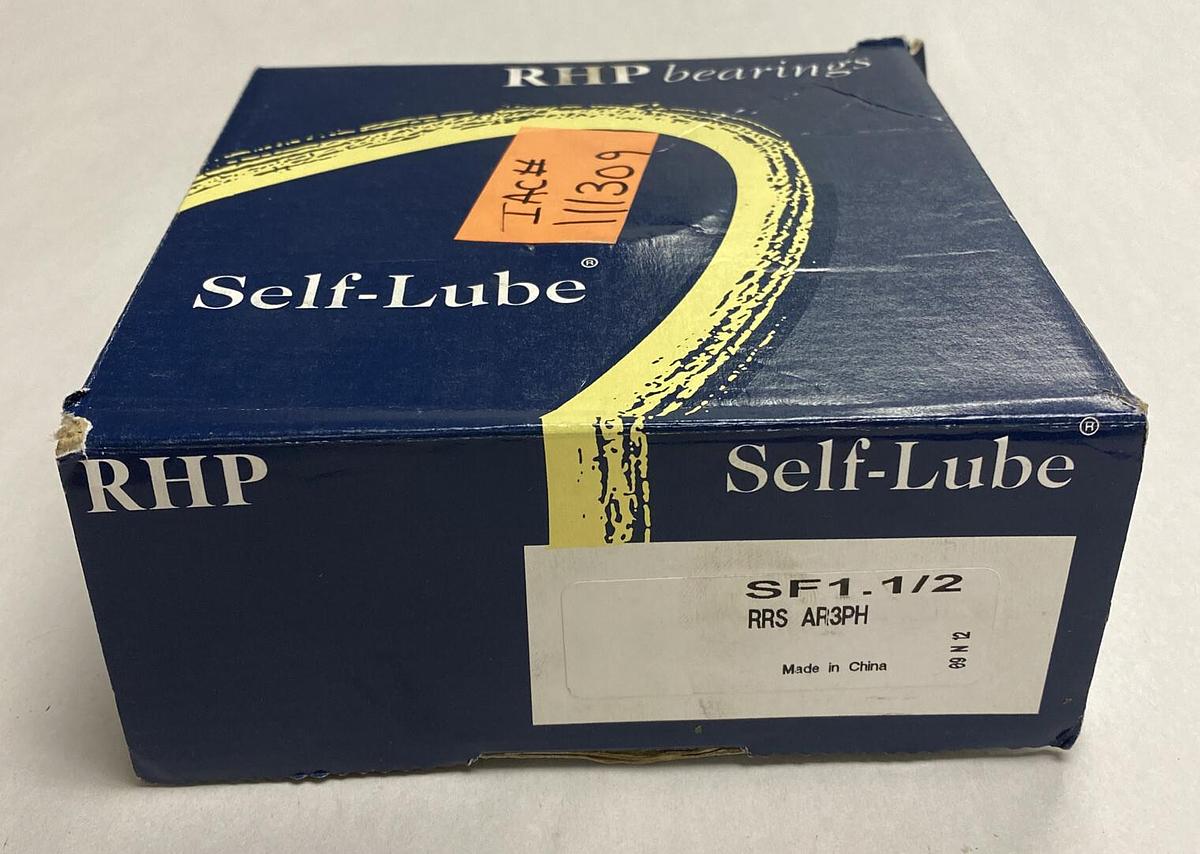 RHP bearings
IAC#
111309
Self-Lube®
RHP
Self-Lube®
SF1.1/2
RRS AR3PH
Made in China
69 N 12